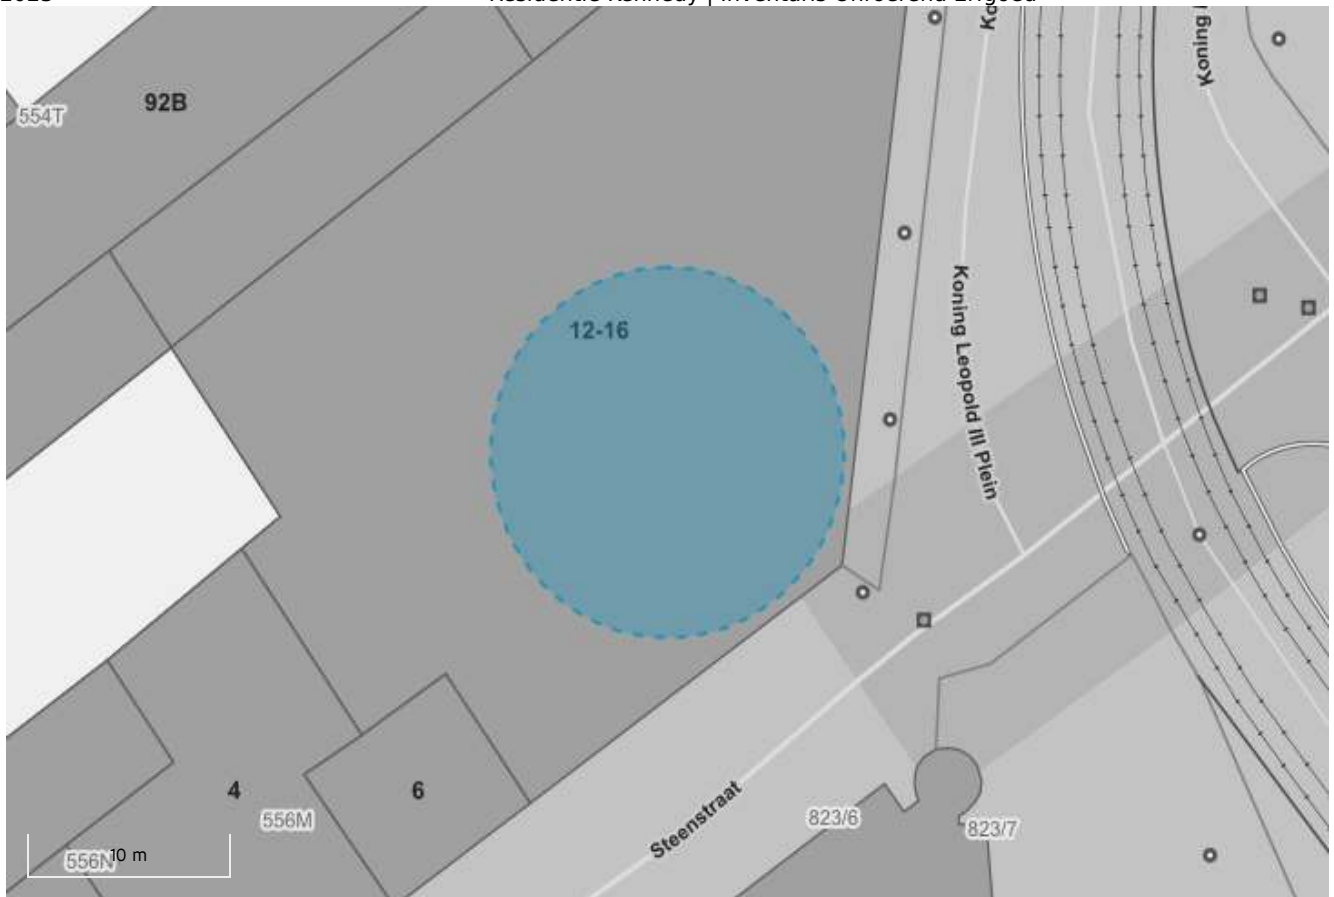 Residentie Kennedy | Inventaris Onroerend Erfgoed
92B
554T
12-16
Koning
Koning Leopold III Plein
4
6
556M
556N
10 m
Steenstraat
823/6
823/7